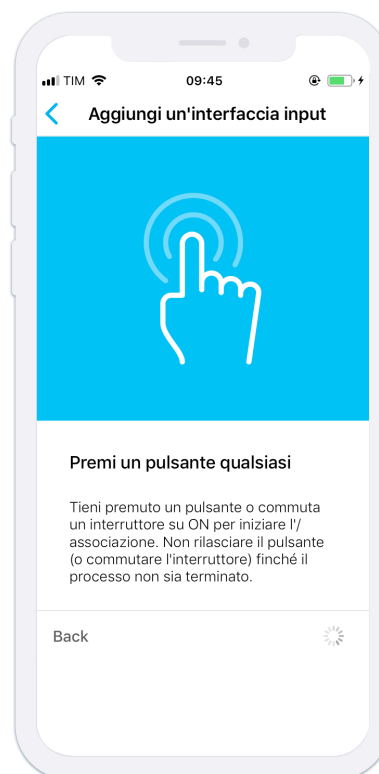 TIM 09:45
Aggiungi un'interfaccia input
Premi un pulsante qualsiasi
Tieni premuto un pulsante o commuta
un interruttore su ON per iniziare l'/
associazione. Non rilasciare il pulsante
(o commutare l'interruttore) finché il
processo non sia terminato.
Back